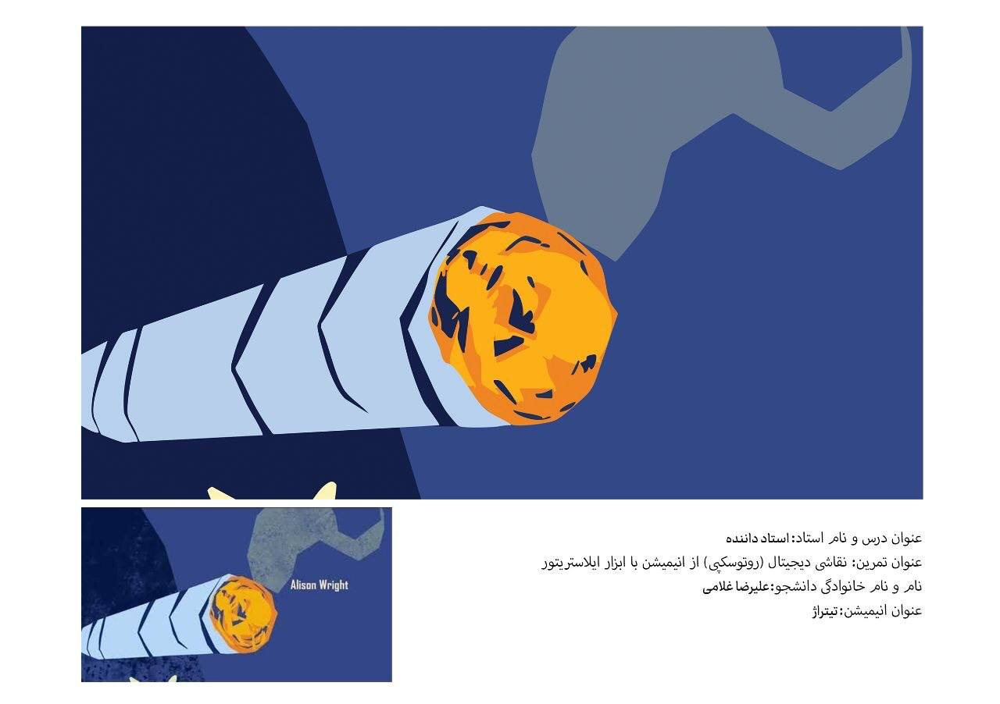 Alison Wright
عنوان درس و نام استاد: استاد داننده
عنوان تمرین: نقاشی دیجیتال (روتوسکپی) از انیمیشن با ابزار ایلاستریتور
نام و نام خانوادگی دانشجو: علیرضا غلامی
عنوان انیمیشن: تیتراژ